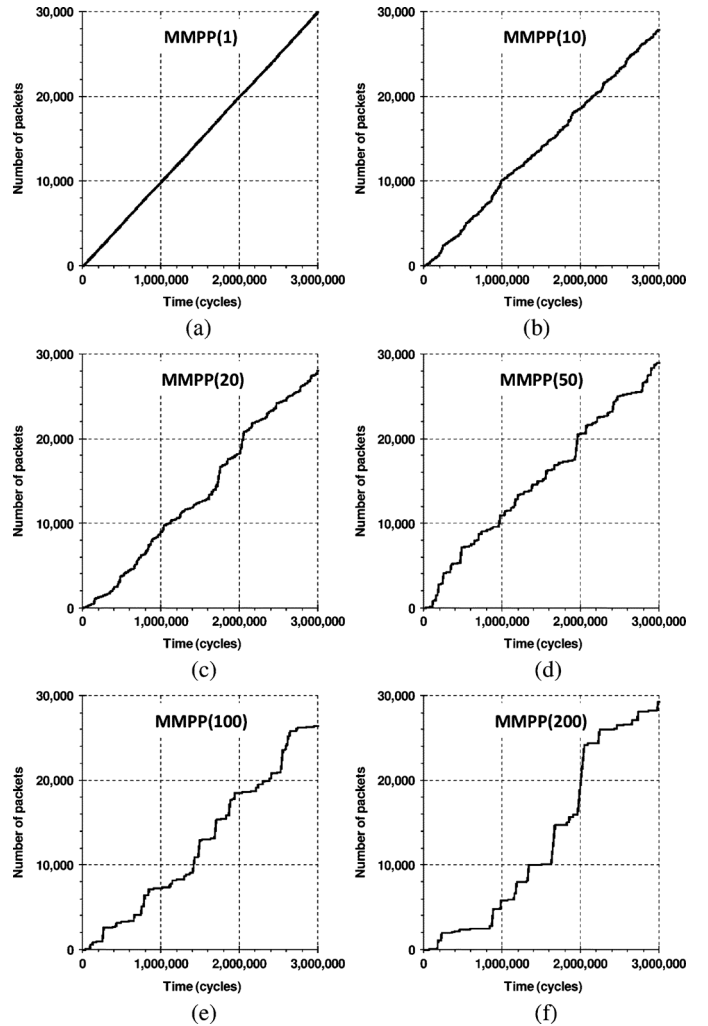 30,000
MMPP(1)
20,000
10,000
0
0
1,000,000
2,000,000
3,000,000
Number of packets
Time (cycles)
(a)
30,000
MMPP(10)
20,000
10,000
0
0
1,000,000
2,000,000
3,000,000
Number of packets
Time (cycles)
(b)
30,000
MMPP(20)
20,000
10,000
0
0
1,000,000
2,000,000
3,000,000
Number of packets
Time (cycles)
(c)
30,000
MMPP(50)
20,000
10,000
0
0
1,000,000
2,000,000
3,000,000
Number of packets
Time (cycles)
(d)
30,000
MMPP(100)
20,000
10,000
0
0
1,000,000
2,000,000
3,000,000
Number of packets
Time (cycles)
(e)
30,000
MMPP(200)
20,000
10,000
0
0
1,000,000
2,000,000
3,000,000
Number of packets
Time (cycles)
(f)